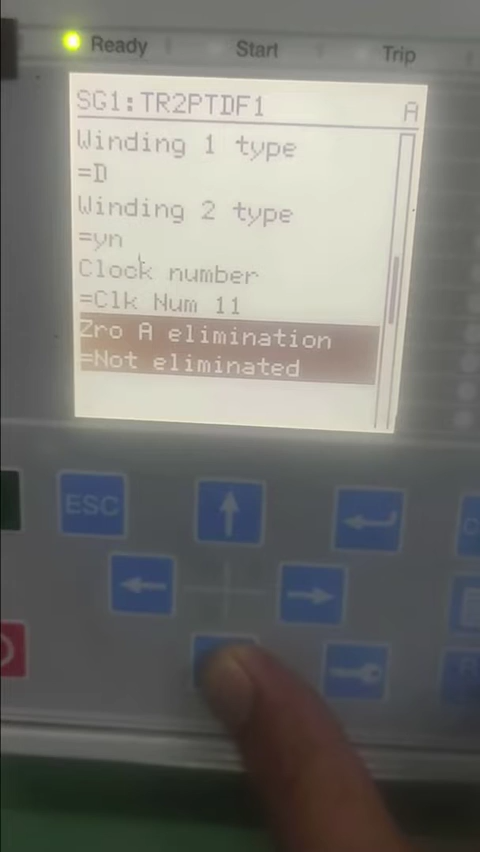 Ready Start Trip
SG1:TR2PTDF1 A
Winding 1 type
=D
Winding 2 type
=yn
Clock number
=Clk Num 11
Zro A elimination
=Not eliminated
ESC